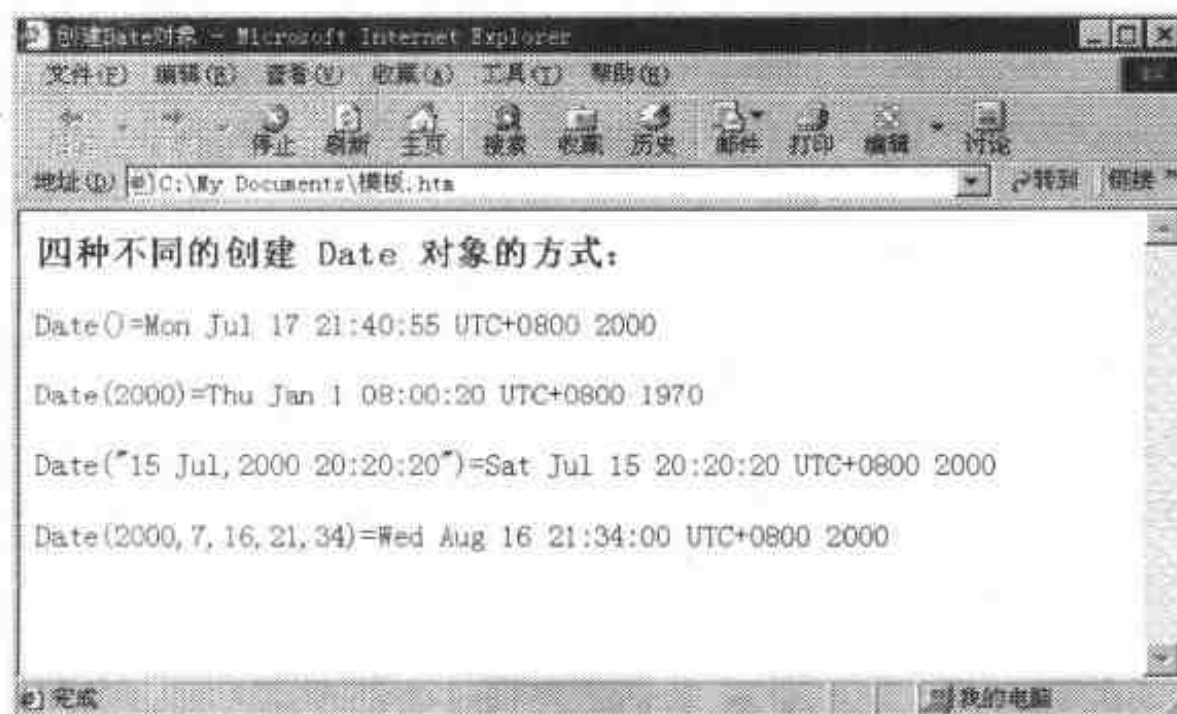 创建Date对象 - Microsoft Internet Explorer
文件(F) 编辑(E) 查看(V) 收藏(A) 工具(T) 帮助(H)
停止 刷新 主页 搜索 收藏 历史 邮件 打印 编辑 讨论
地址(D) C:\My Documents\模板.htm 转到 链接 »
四种不同的创建 Date 对象的方式:
Date()=Mon Jul 17 21:40:55 UTC+0800 2000
Date(2000)=Thu Jan 1 08:00:20 UTC+0800 1970
Date("15 Jul,2000 20:20:20")=Sat Jul 15 20:20:20 UTC+0800 2000
Date(2000,7,16,21,34)=Wed Aug 16 21:34:00 UTC+0800 2000
完成 我的电脑